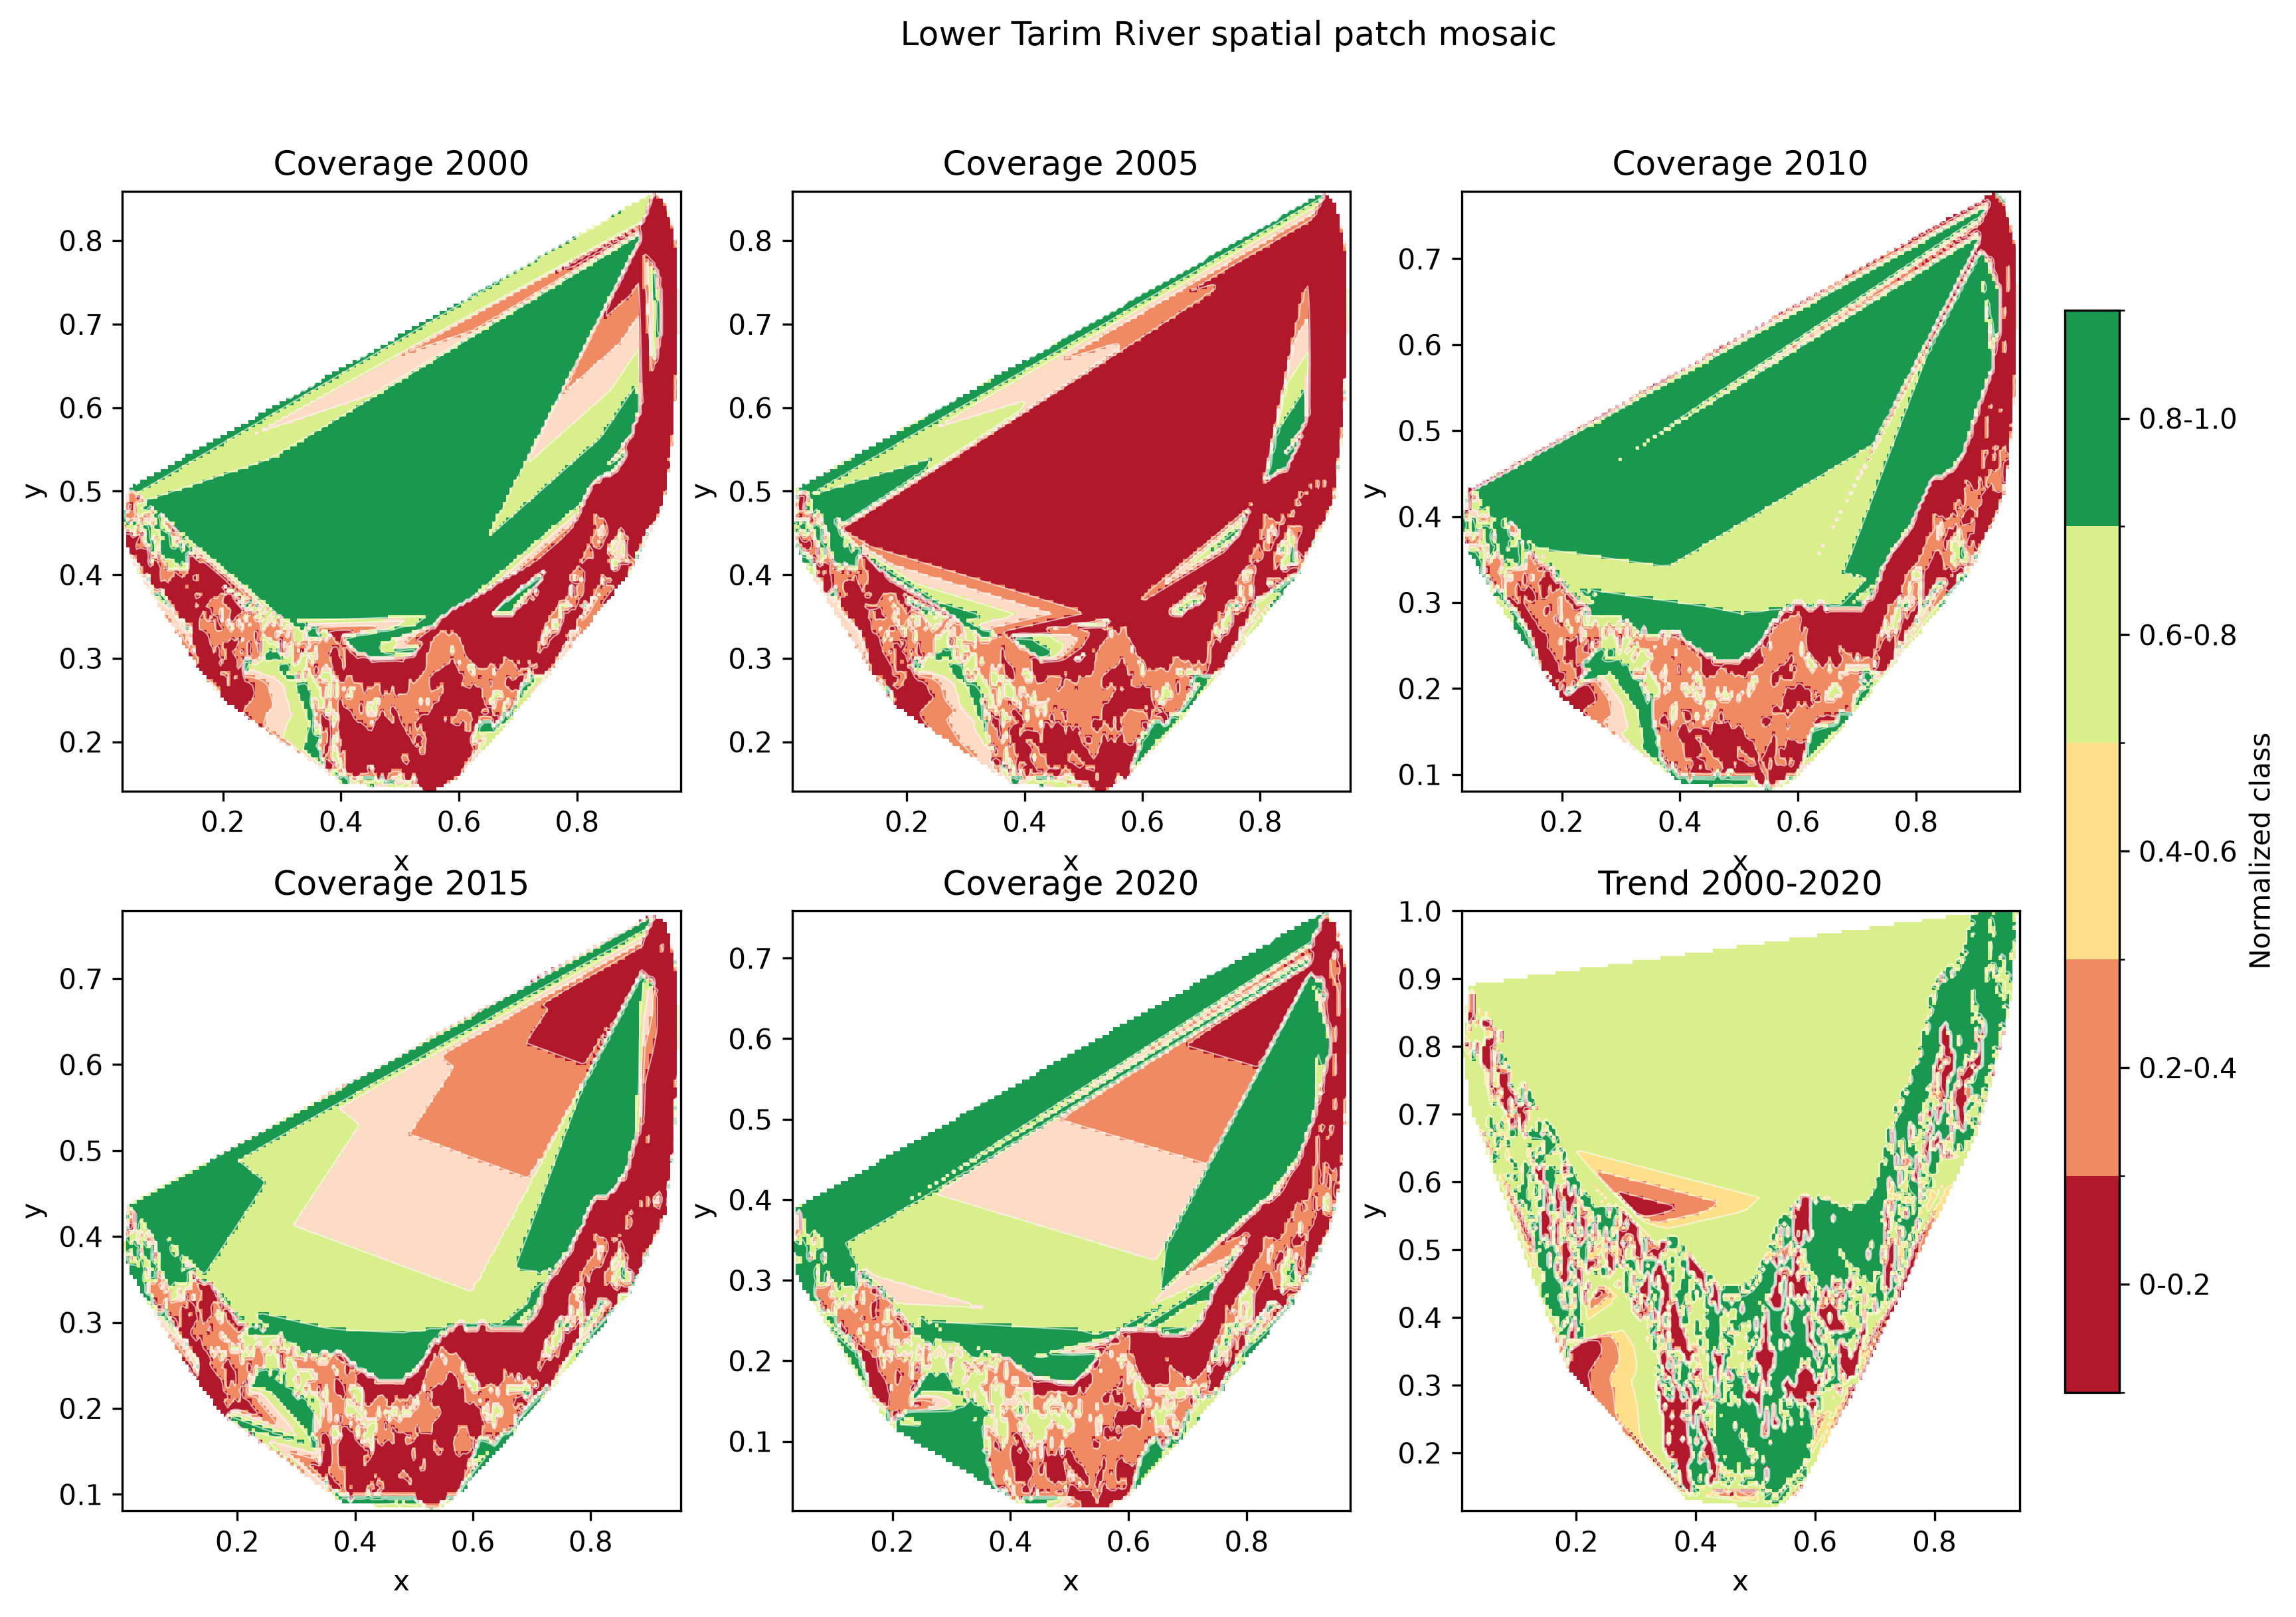 Lower Tarim River spatial patch mosaic
Coverage 2000
0.8
0.7
0.6
0.5
0.4
0.3
0.2
y
0.2 0.4 0.6 0.8
x
Coverage 2005
0.8
0.7
0.6
0.5
0.4
0.3
0.2
y
0.2 0.4 0.6 0.8
x
Coverage 2010
0.7
0.6
0.5
0.4
0.3
0.2
0.1
y
0.2 0.4 0.6 0.8
x
Coverage 2015
0.7
0.6
0.5
0.4
0.3
0.2
0.1
y
0.2 0.4 0.6 0.8
x
Coverage 2020
0.7
0.6
0.5
0.4
0.3
0.2
0.1
y
0.2 0.4 0.6 0.8
x
Trend 2000-2020
1.0
0.9
0.8
0.7
0.6
0.5
0.4
0.3
0.2
y
0.2 0.4 0.6 0.8
x
0.8-1.0
0.6-0.8
0.4-0.6
0.2-0.4
0-0.2
Normalized class